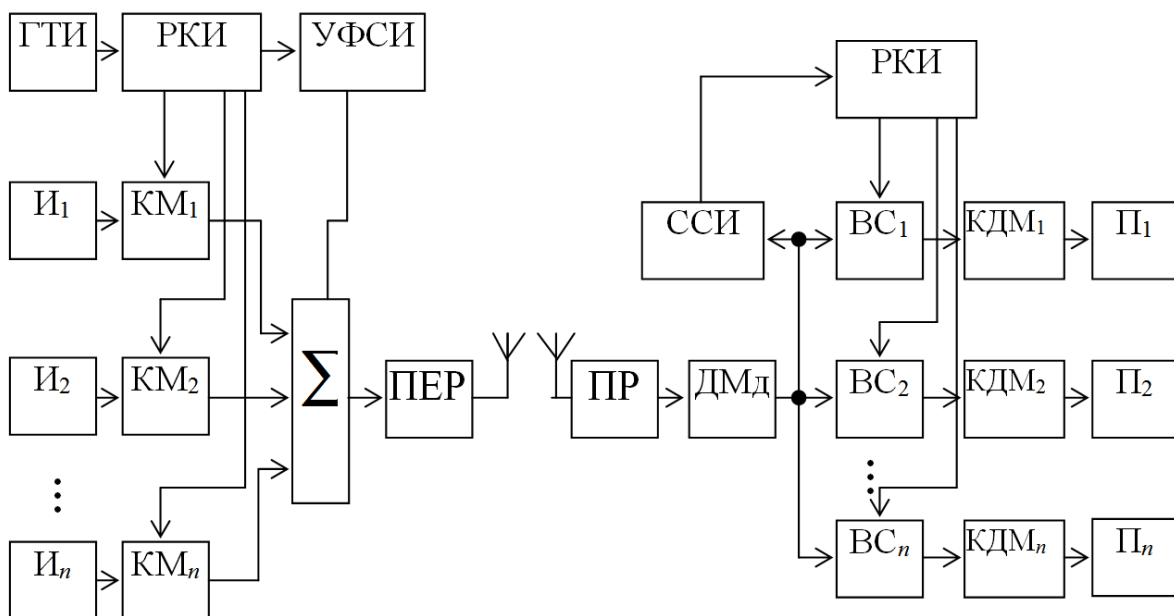 ГТИ РКИ УФСИ
РКИ
И₁ КМ₁
ССИ ВС₁ КДМ₁ П₁
И₂ КМ₂ Σ ПЕР ПР ДМд ВС₂ КДМ₂ П₂
Иₙ КМₙ
ВСₙ КДМₙ Пₙ